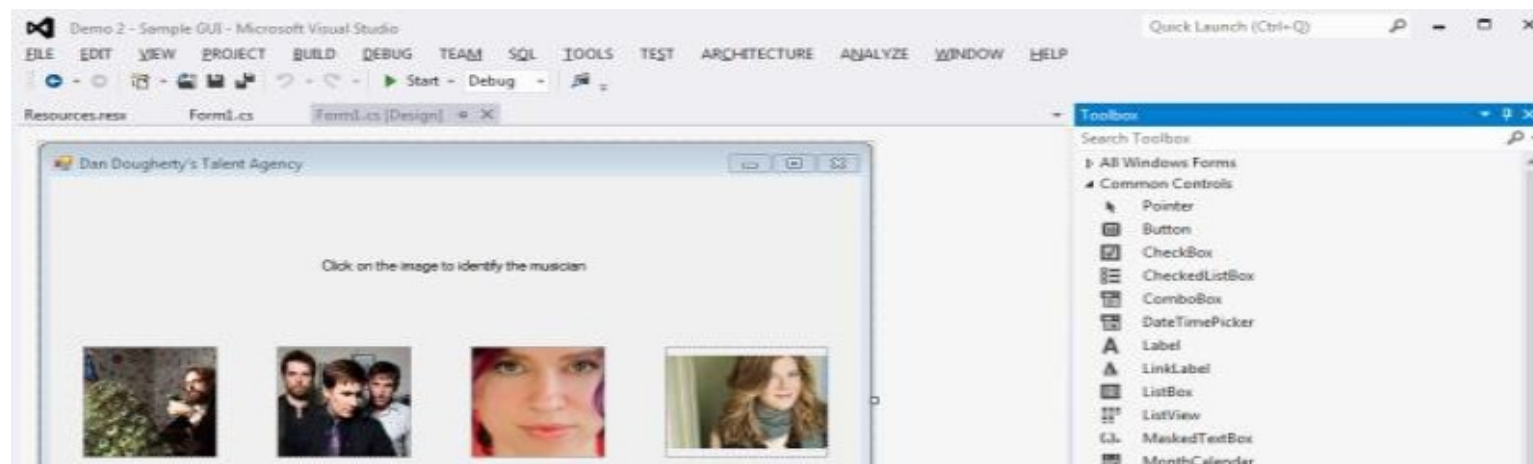 Demo 2 - Sample GUI - Microsoft Visual Studio
Quick Launch (Ctrl+Q)
FILE EDIT VIEW PROJECT BUILD DEBUG TEAM SQL TOOLS TEST ARCHITECTURE ANALYZE WINDOW HELP
Start - Debug
Resources.resx Form1.cs Form1.cs [Design]
Toolbox
Search Toolbox
Dan Dougherty's Talent Agency
All Windows Forms
Common Controls
Pointer
Button
CheckBox
Click on the image to identify the musician
CheckedListBox
ComboBox
DateTimePicker
Label
LinkLabel
ListBox
ListView
MaskedTextBox
MonthCalendar